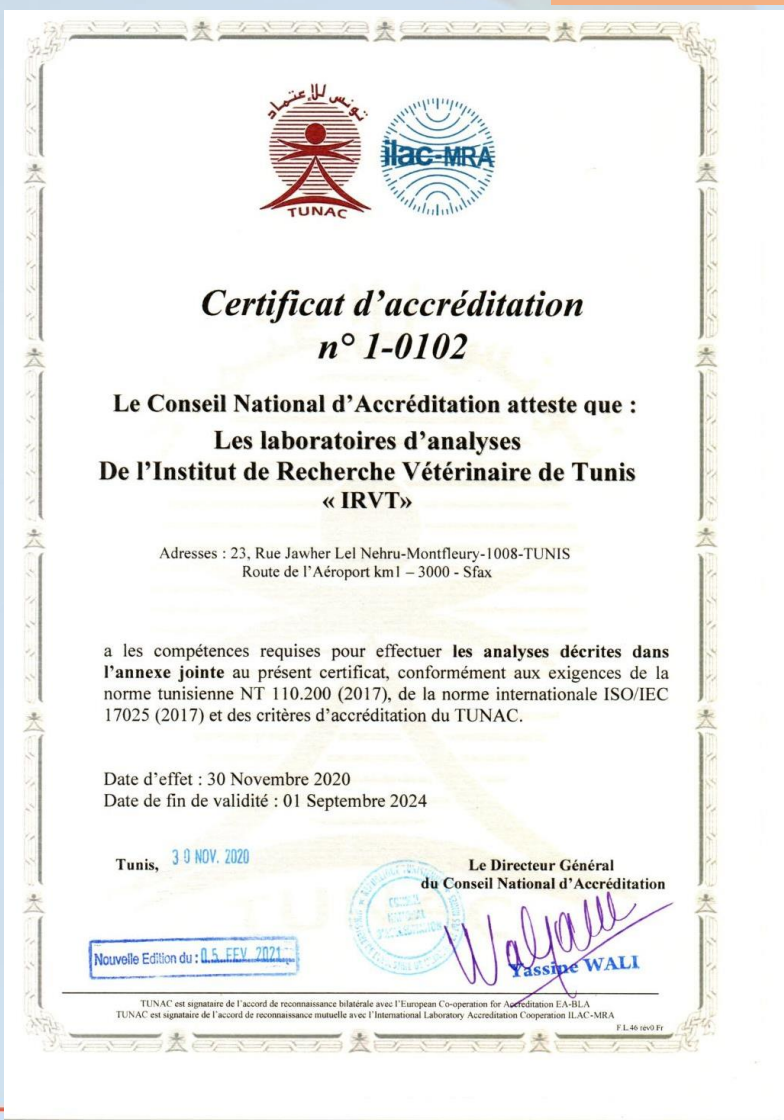 تونس للإعتماد
TUNAC
ilac-MRA
Certificat d’accréditation
n° 1-0102
Le Conseil National d’Accréditation atteste que :
Les laboratoires d’analyses
De l’Institut de Recherche Vétérinaire de Tunis
« IRVT»
Adresses : 23, Rue Jawher Lel Nehru-Montfleury-1008-TUNIS
Route de l’Aéroport km1 – 3000 - Sfax
a les compétences requises pour effectuer les analyses décrites dans
l’annexe jointe au présent certificat, conformément aux exigences de la
norme tunisienne NT 110.200 (2017), de la norme internationale ISO/IEC
17025 (2017) et des critères d’accréditation du TUNAC.
Date d’effet : 30 Novembre 2020
Date de fin de validité : 01 Septembre 2024
Tunis, 30 NOV. 2020
Le Directeur Général
du Conseil National d’Accréditation
Nouvelle Edition du : 0.5. FEV. 2021
Yassine WALI
TUNAC est signataire de l’accord de reconnaissance bilatérale avec l’European Co-operation for Accreditation EA-BLA
TUNAC est signataire de l’accord de reconnaissance mutuelle avec l’International Laboratory Accreditation Cooperation ILAC-MRA
F.L.46 rév0 Fr